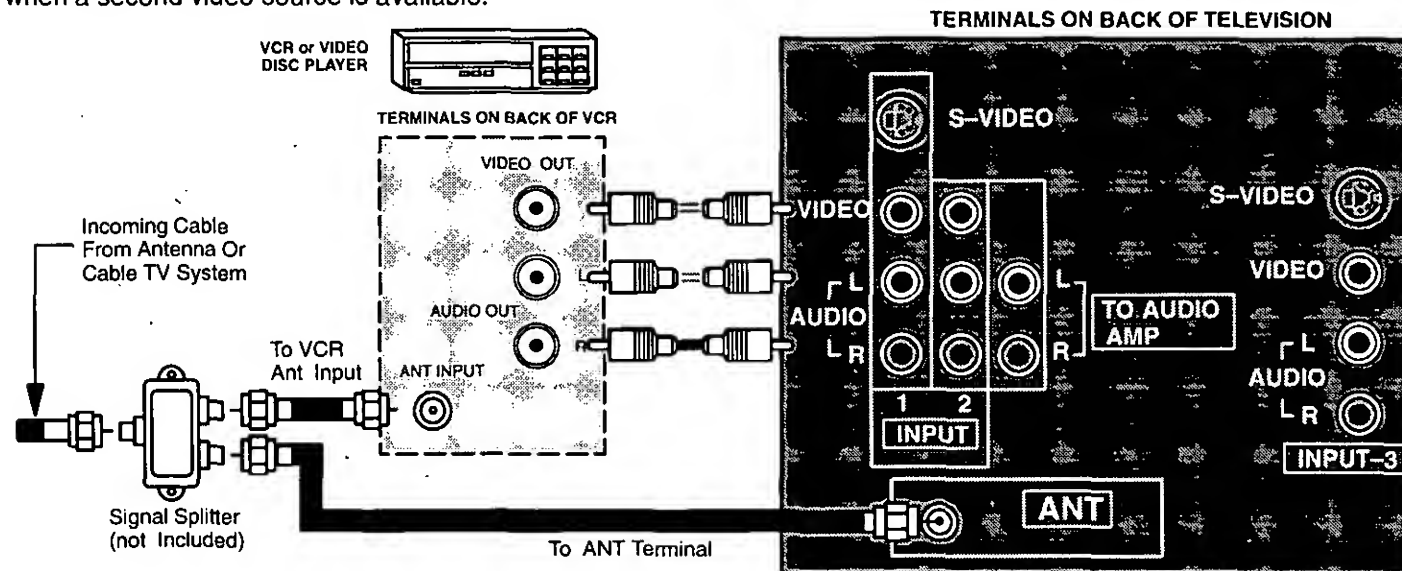 when a second video source is available.
TERMINALS ON BACK OF TELEVISION
VCR or VIDEO
DISC PLAYER
TERMINALS ON BACK OF VCR
VIDEO OUT
L
AUDIO OUT
R
ANT INPUT
Incoming Cable
From Antenna Or
Cable TV System
To VCR
Ant Input
Signal Splitter
(not Included)
To ANT Terminal
S-VIDEO
VIDEO
L
AUDIO
R
1 2
INPUT
L
R
TO AUDIO
AMP
S-VIDEO
VIDEO
L
AUDIO
R
INPUT-3
ANT